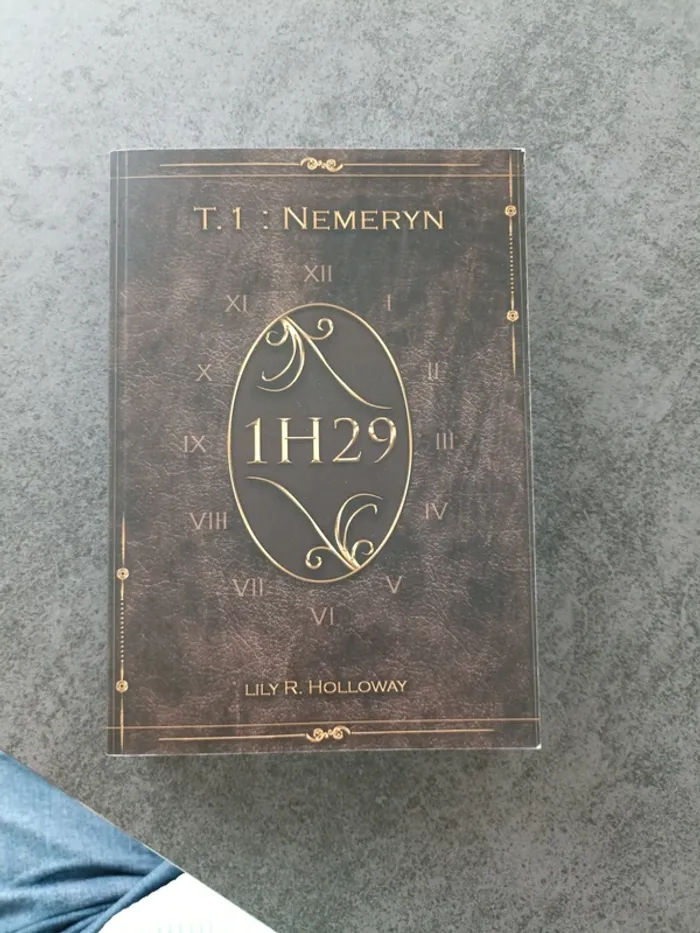 T. 1 : NEMERYN
XII
XI
I
X
II
1H29
IX
III
VIII
IV
VII
V
VI
LILY R. HOLLOWAY